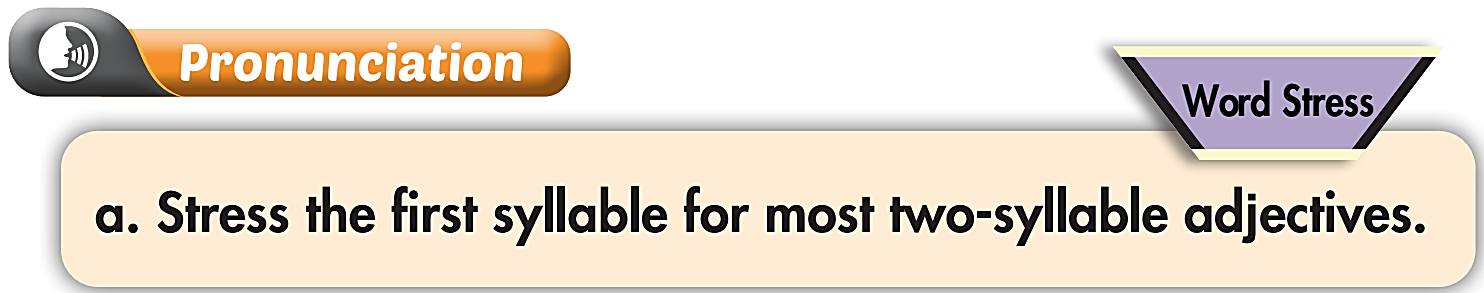 Pronunciation
Word Stress
a. Stress the first syllable for most two-syllable adjectives.